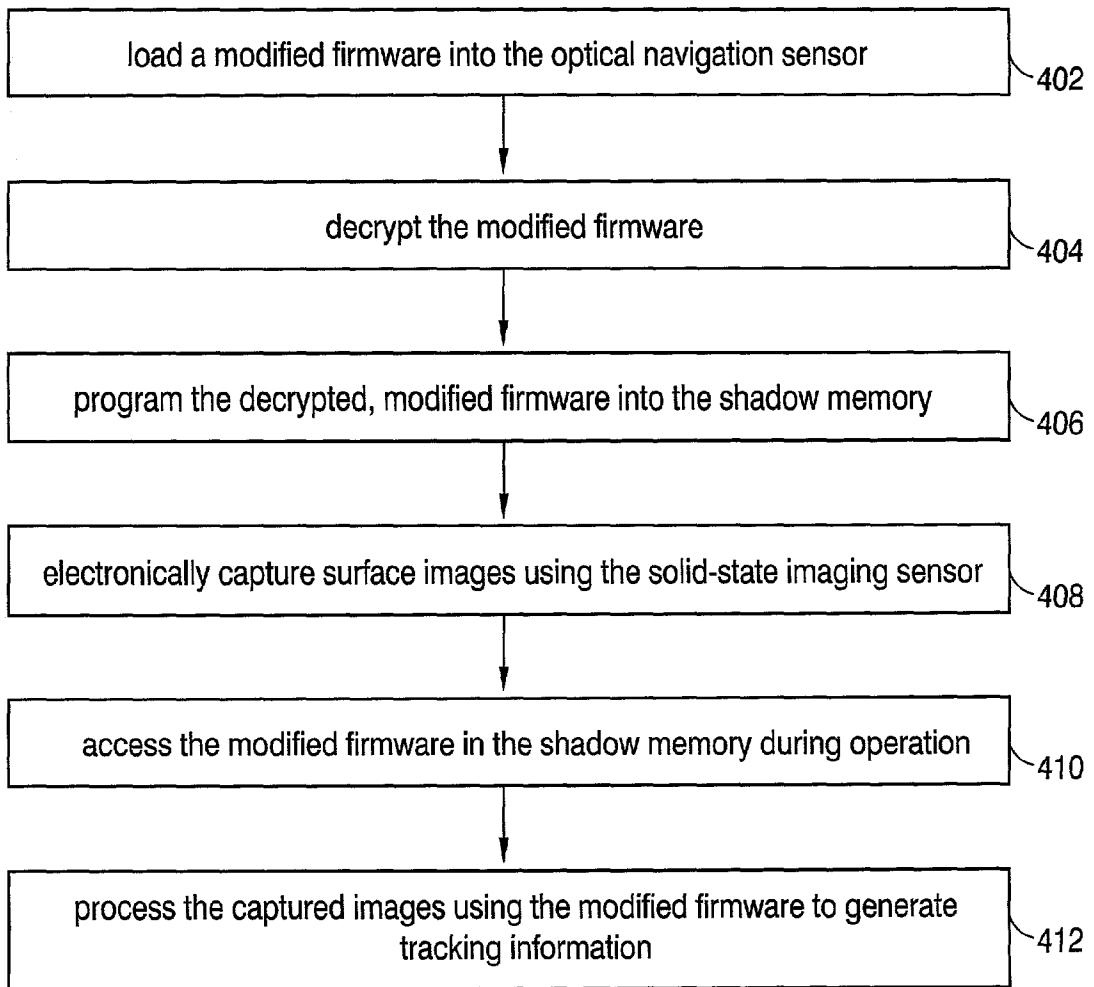 load a modified firmware into the optical navigation sensor
402
decrypt the modified firmware
404
program the decrypted, modified firmware into the shadow memory
406
electronically capture surface images using the solid-state imaging sensor
408
access the modified firmware in the shadow memory during operation
410
process the captured images using the modified firmware to generate
tracking information
412